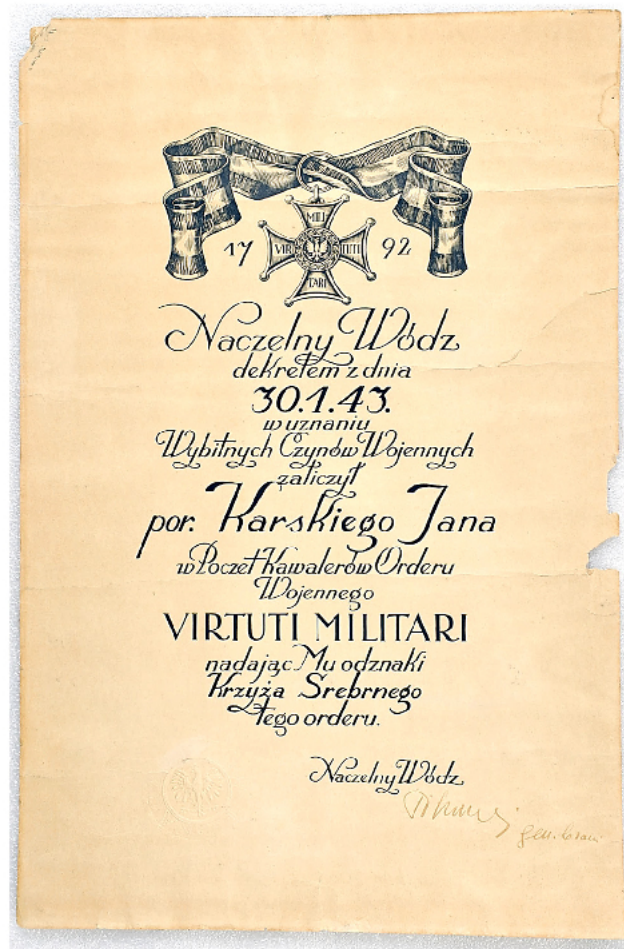 MILI
VIR TUTI
TARI
17 92
Naczelny Wódz
dekretem z dnia
30.1.43.
w uznaniu
Wybitnych Czynów Wojennych
zaliczył
por. Karskiego Jana
w Poczet Kawalerów Orderu
Wojennego
VIRTUTI MILITARI
nadając Mu odznaki
Krzyża Srebrnego
tego orderu.
Naczelny Wódz
gen.